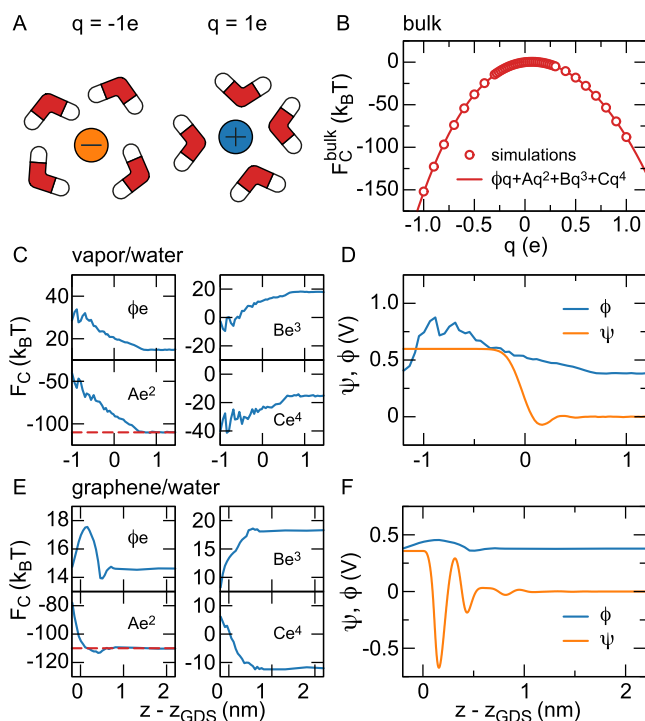 A q = -1e q = 1e
− +
B bulk
0
-50
-100
-150
F_C^bulk (k_BT)
simulations
ϕq+Aq²+Bq³+Cq⁴
-1.0 -0.5 0.0 0.5 1.0
q (e)
C vapor/water
F_C (k_BT)
40
20
ϕe
20
0
-20
Be³
-50
-100
Ae²
0
-20
-40
Ce⁴
-1 0 1
-1 0 1
D
ψ, ϕ (V)
1.0
0.5
0
ϕ
ψ
-1 0 1
E graphene/water
F_C (k_BT)
18
16
14
ϕe
20
15
10
Be³
-80
-100
-120
Ae²
10
0
-10
Ce⁴
0 1 2
0 1 2
z - z_GDS (nm)
F
ψ, ϕ (V)
0.5
0
-0.5
ϕ
ψ
0 1 2
z - z_GDS (nm)